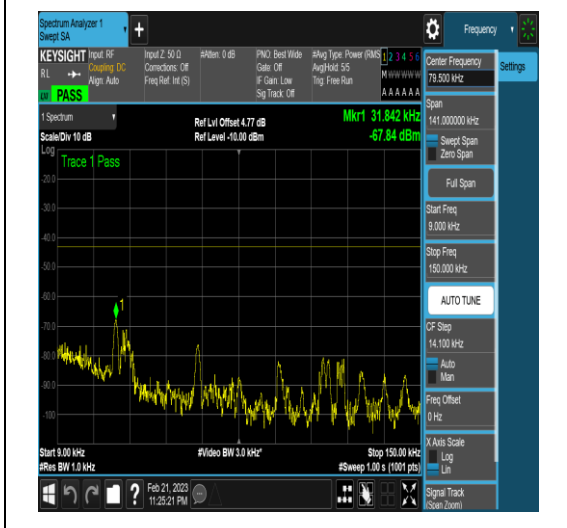 Spectrum Analyzer 1
Swept SA
+
Frequency
KEYSIGHT
RL
PASS
Input: RF
Coupling: DC
Align: Auto
Input Z: 50 Ω
Corrections: Off
Freq Ref: Int (S)
#Atten: 0 dB
PNO: Best Wide
Gate: Off
IF Gain: Low
Sig Track: Off
#Avg Type: Power (RMS
Avg|Hold: 5/5
Trig: Free Run
1 2 3 4 5 6
M W W W W W
A A A A A A
Center Frequency
79.500 kHz
Settings
Span
141.000000 kHz
Swept Span
Zero Span
Full Span
Start Freq
9.000 kHz
Stop Freq
150.000 kHz
AUTO TUNE
CF Step
14.100 kHz
Auto
Man
Freq Offset
0 Hz
X Axis Scale
Log
Lin
Signal Track
(Span Zoom)
1 Spectrum
Scale/Div 10 dB
Ref Lvl Offset 4.77 dB
Ref Level -10.00 dBm
Mkr1 31.842 kHz
-67.84 dBm
Log
Trace 1 Pass
-20.0
-30.0
-40.0
-50.0
-60.0
-70.0
-80.0
-90.0
-100
1
Start 9.00 kHz
#Res BW 1.0 kHz
#Video BW 3.0 kHz*
Stop 150.00 kHz
#Sweep 1.00 s (1001 pts)
?
Feb 21, 2023
11:25:21 PM